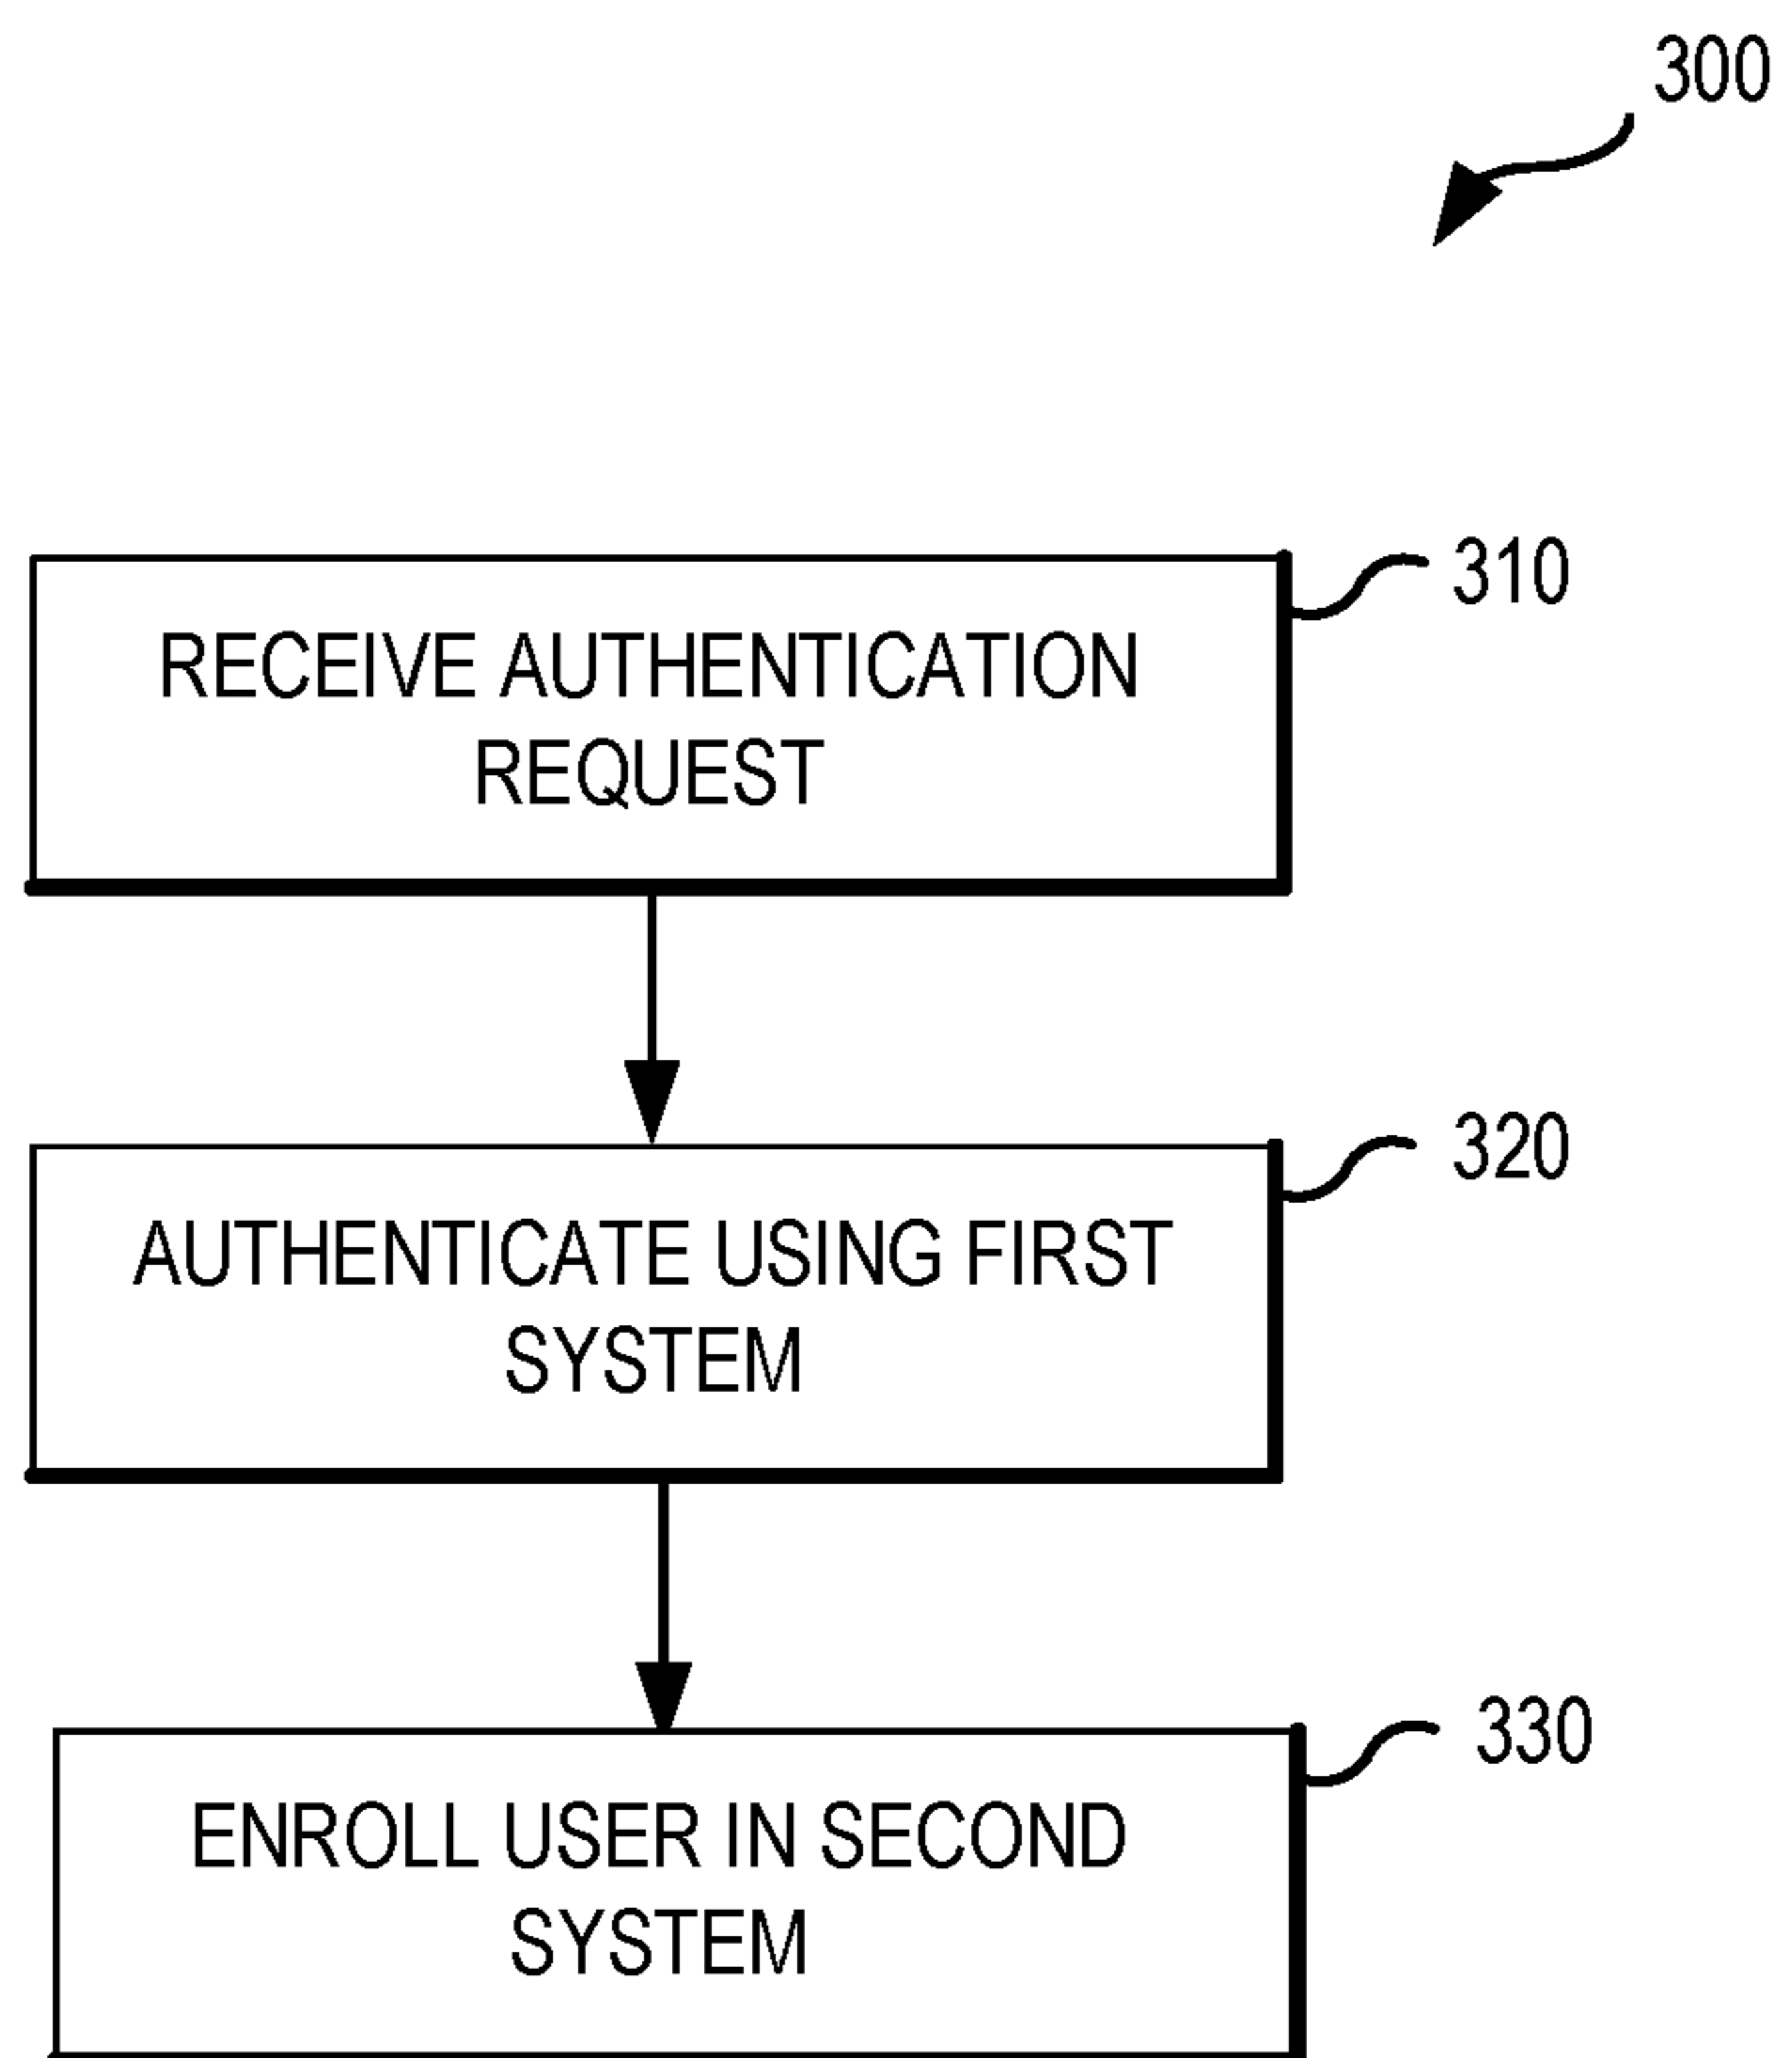 300
310
RECEIVE AUTHENTICATION
REQUEST
320
AUTHENTICATE USING FIRST
SYSTEM
330
ENROLL USER IN SECOND
SYSTEM